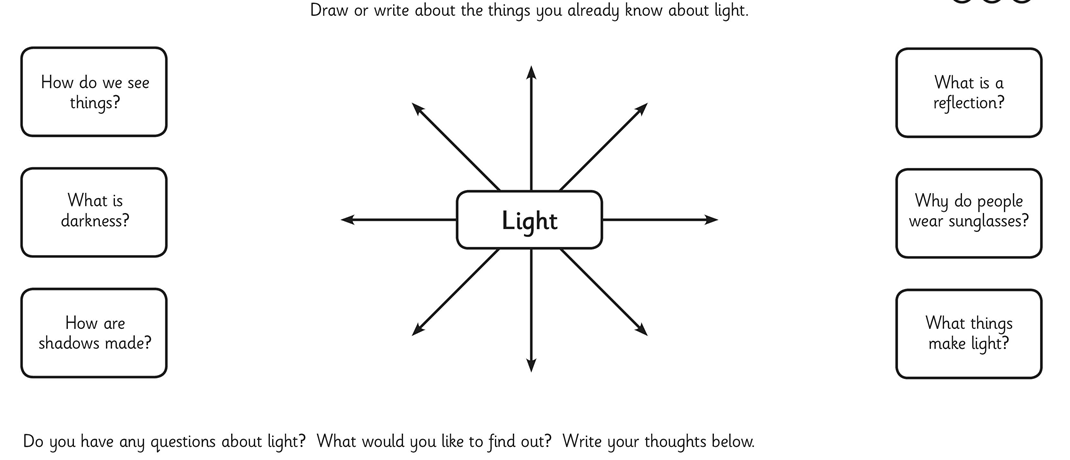 Draw or write about the things you already know about light.
How do we see
things?
What is
darkness?
How are
shadows made?
Light
What is a
reflection?
Why do people
wear sunglasses?
What things
make light?
Do you have any questions about light?  What would you like to find out?  Write your thoughts below.